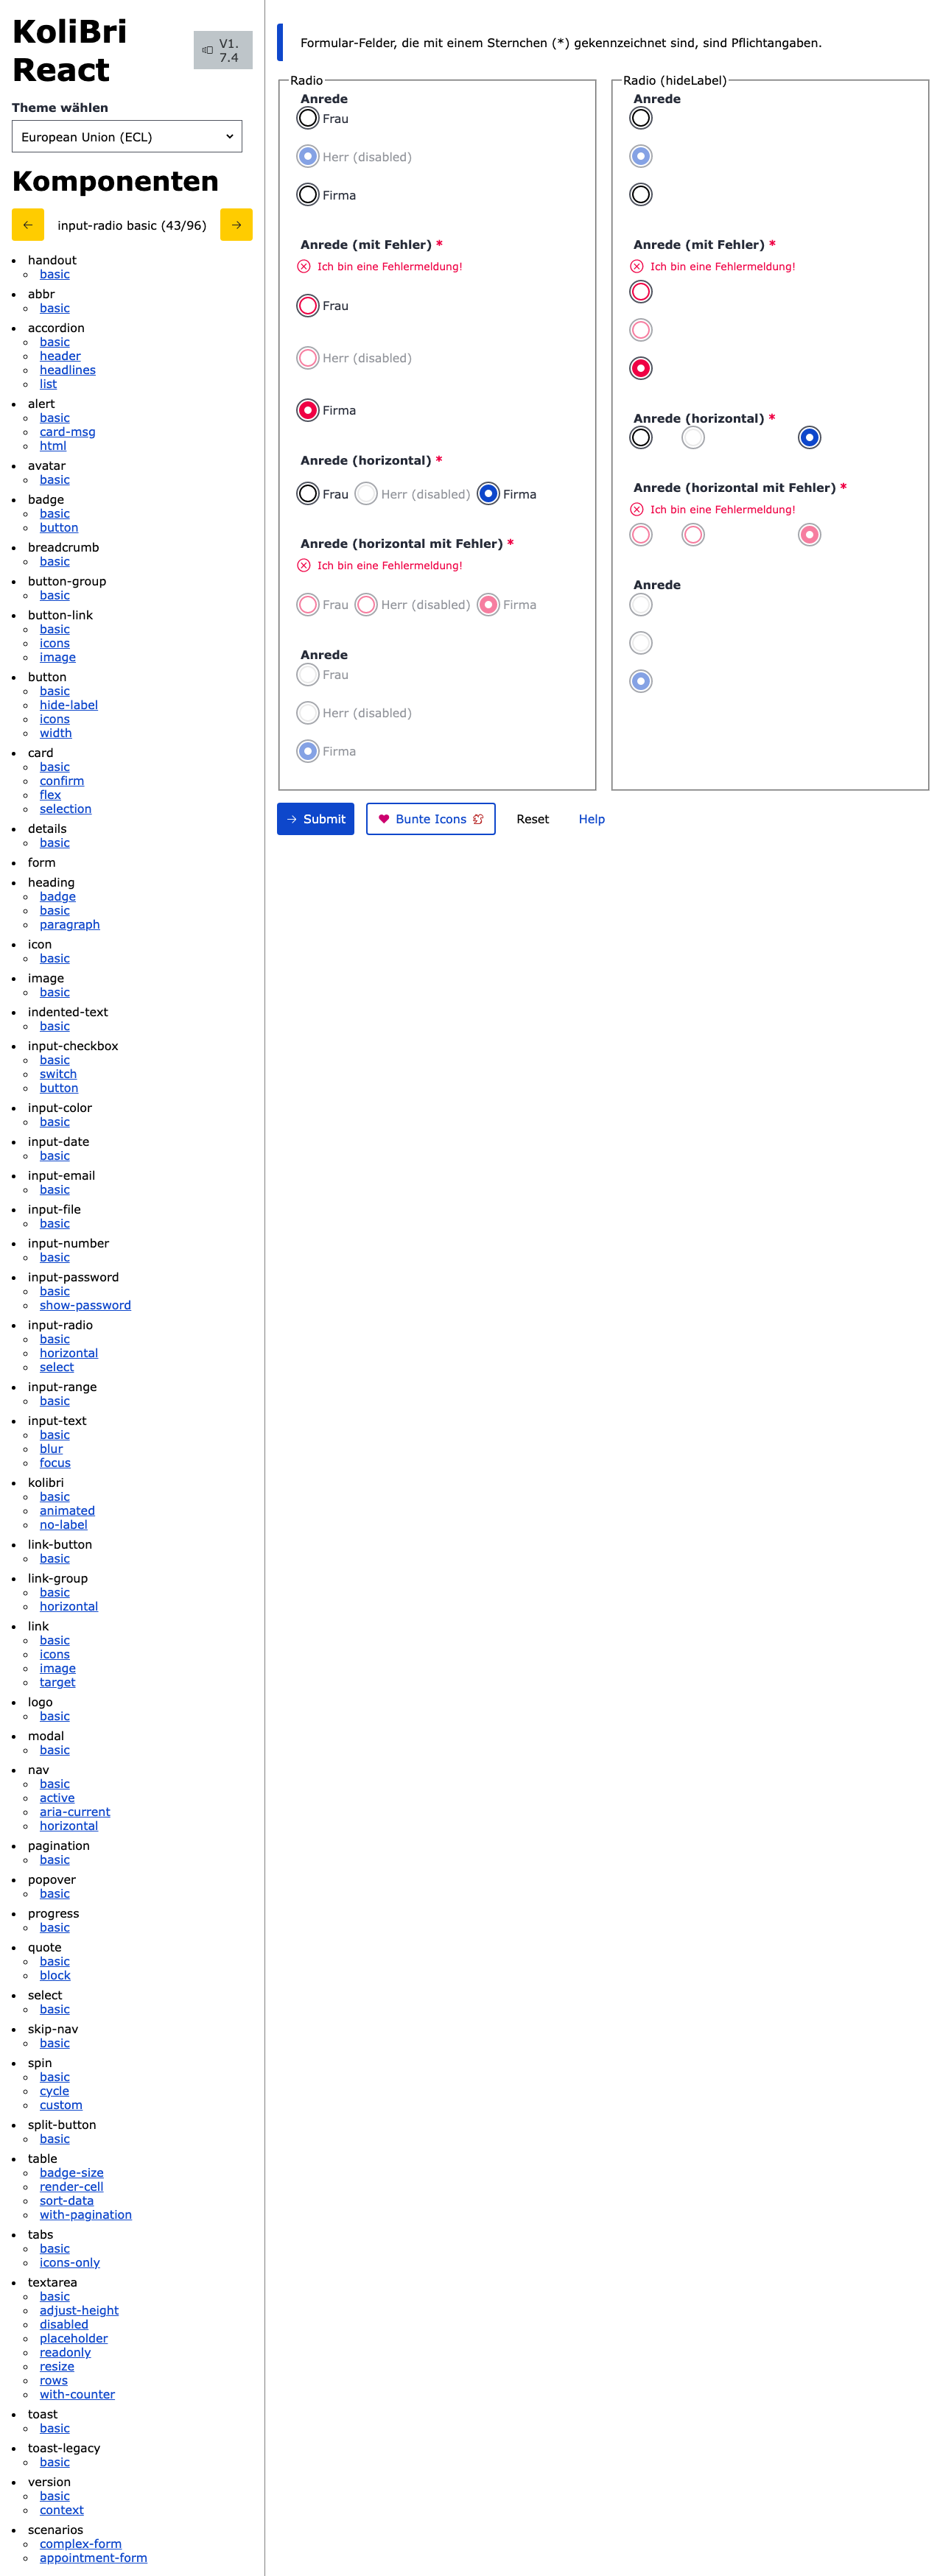 KoliBri
React
V1.
7.4
Theme wählen
European Union (ECL)
Komponenten
input-radio basic (43/96)
handout
basic
abbr
basic
accordion
basic
header
headlines
list
alert
basic
card-msg
html
avatar
basic
badge
basic
button
breadcrumb
basic
button-group
basic
button-link
basic
icons
image
button
basic
hide-label
icons
width
card
basic
confirm
flex
selection
details
basic
form
heading
badge
basic
paragraph
icon
basic
image
basic
indented-text
basic
input-checkbox
basic
switch
button
input-color
basic
input-date
basic
input-email
basic
input-file
basic
input-number
basic
input-password
basic
show-password
input-radio
basic
horizontal
select
input-range
basic
input-text
basic
blur
focus
kolibri
basic
animated
no-label
link-button
basic
link-group
basic
horizontal
link
basic
icons
image
target
logo
basic
modal
basic
nav
basic
active
aria-current
horizontal
pagination
basic
popover
basic
progress
basic
quote
basic
block
select
basic
skip-nav
basic
spin
basic
cycle
custom
split-button
basic
table
badge-size
render-cell
sort-data
with-pagination
tabs
basic
icons-only
textarea
basic
adjust-height
disabled
placeholder
readonly
resize
rows
with-counter
toast
basic
toast-legacy
basic
version
basic
context
scenarios
complex-form
appointment-form
Formular-Felder, die mit einem Sternchen (*) gekennzeichnet sind, sind Pflichtangaben.
Radio
Anrede
Frau
Herr (disabled)
Firma
Anrede (mit Fehler) *
Ich bin eine Fehlermeldung!
Frau
Herr (disabled)
Firma
Anrede (horizontal) *
Frau Herr (disabled) Firma
Anrede (horizontal mit Fehler) *
Ich bin eine Fehlermeldung!
Frau Herr (disabled) Firma
Anrede
Frau
Herr (disabled)
Firma
Radio (hideLabel)
Anrede
Anrede (mit Fehler) *
Ich bin eine Fehlermeldung!
Anrede (horizontal) *
Anrede (horizontal mit Fehler) *
Ich bin eine Fehlermeldung!
Anrede
Submit Bunte Icons Reset Help